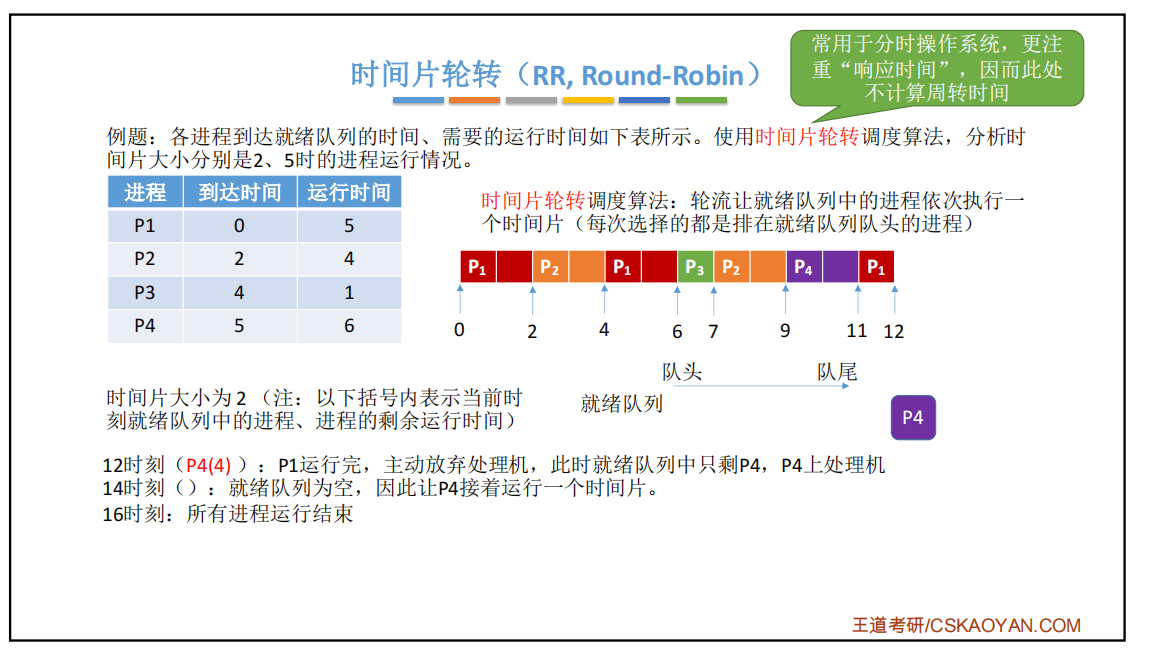 常用于分时操作系统，更注
重“响应时间”，因而此处
不计算周转时间
时间片轮转（RR, Round-Robin）
例题：各进程到达就绪队列的时间、需要的运行时间如下表所示。使用时间片轮转调度算法，分析时
间片大小分别是2、5时的进程运行情况。
进程 到达时间 运行时间
P1 0 5
P2 2 4
P3 4 1
P4 5 6
时间片轮转调度算法：轮流让就绪队列中的进程依次执行一
个时间片（每次选择的都是排在就绪队列队头的进程）
P1 P2 P1 P3 P2 P4 P1
0 2 4 6 7 9 11 12
队头 队尾
就绪队列
P4
时间片大小为 2 （注：以下括号内表示当前时
刻就绪队列中的进程、进程的剩余运行时间）
12时刻（P4(4) ）：P1运行完，主动放弃处理机，此时就绪队列中只剩P4，P4上处理机
14时刻（）：就绪队列为空，因此让P4接着运行一个时间片。
16时刻：所有进程运行结束
王道考研/CSKAOYAN.COM